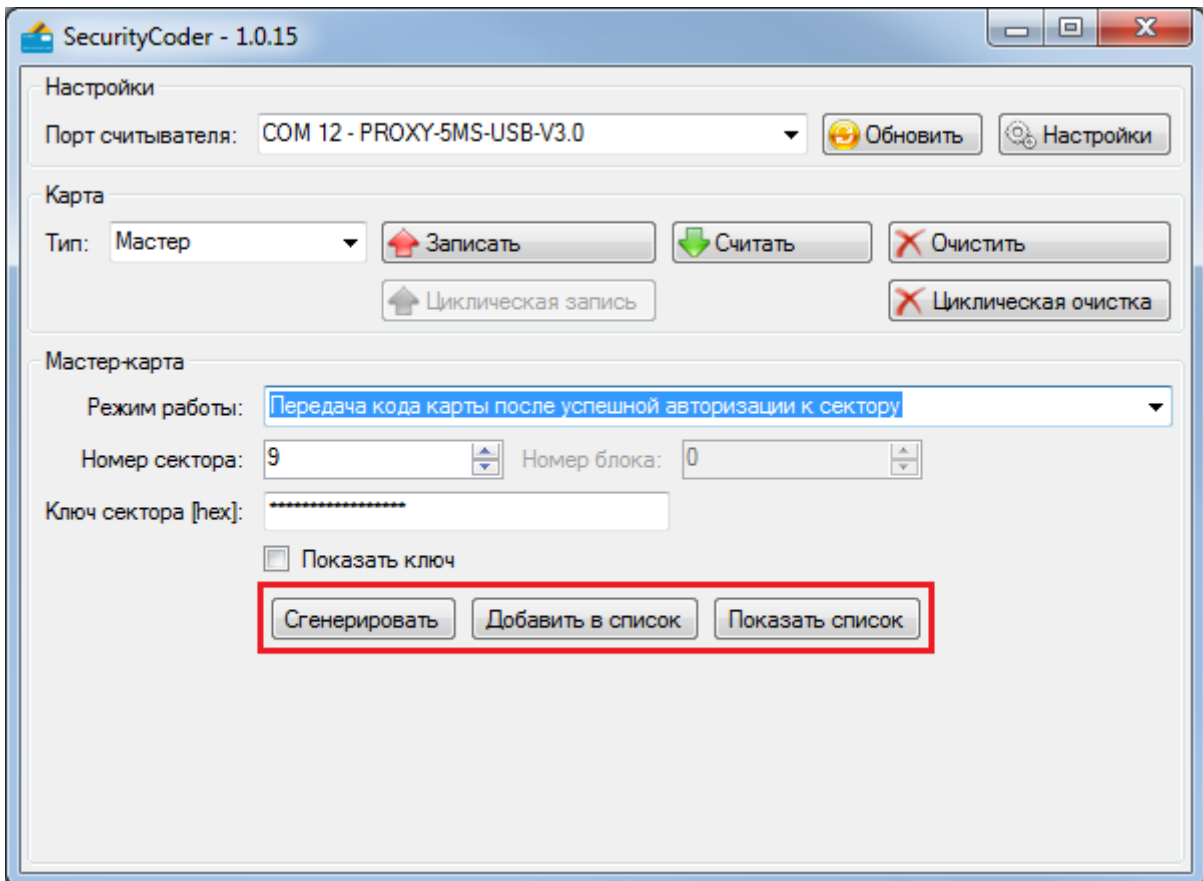 SecurityCoder - 1.0.15
Настройки
Порт считывателя: COM 12 - PROXY-5MS-USB-V3.0 Обновить Настройки
Карта
Тип: Мастер Записать Считать Очистить
Циклическая запись Циклическая очистка
Мастер-карта
Режим работы: Передача кода карты после успешной авторизации к сектору
Номер сектора: 9 Номер блока: 0
Ключ сектора [hex]: *****************
Показать ключ
Сгенерировать Добавить в список Показать список